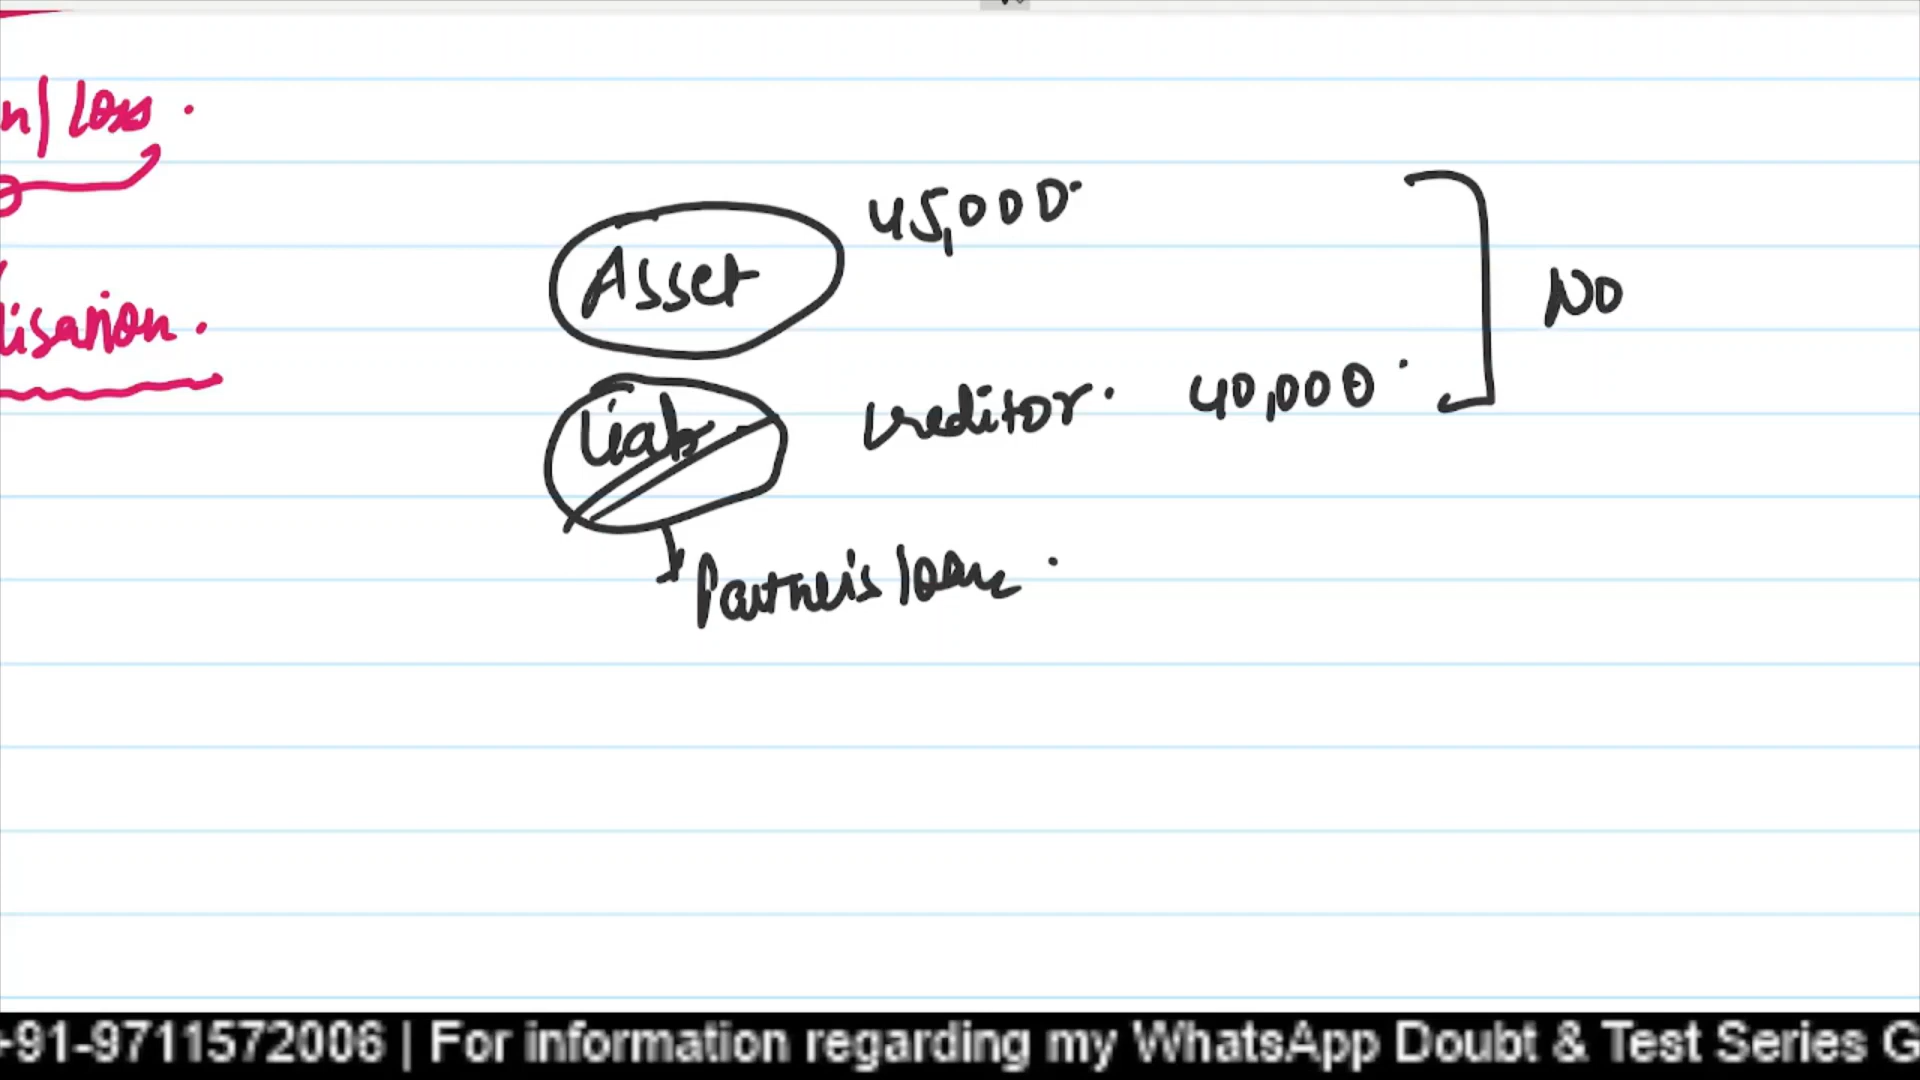 n/Loss.
45,000
Asset
NO
lisation.
Liab
Creditor. 40,000
Partner's loan.
+91-9711572006 | For information regarding my WhatsApp Doubt & Test Series G